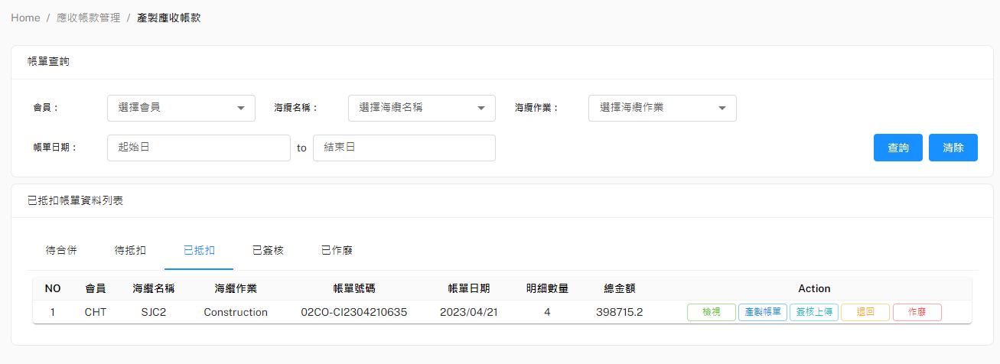 Home / 應收帳款管理 / 產製應收帳款
帳單查詢
會員： 選擇會員 海纜名稱： 選擇海纜名稱 海纜作業： 選擇海纜作業
帳單日期： 起始日 to 結束日 查詢 清除
已抵扣帳單資料列表
待合併 待抵扣 已抵扣 已簽核 已作廢
NO 會員 海纜名稱 海纜作業 帳單號碼 帳單日期 明細數量 總金額 Action
1 CHT SJC2 Construction 02CO-CI2304210635 2023/04/21 4 398715.2 檢視 產製帳單 簽核上傳 退回 作廢